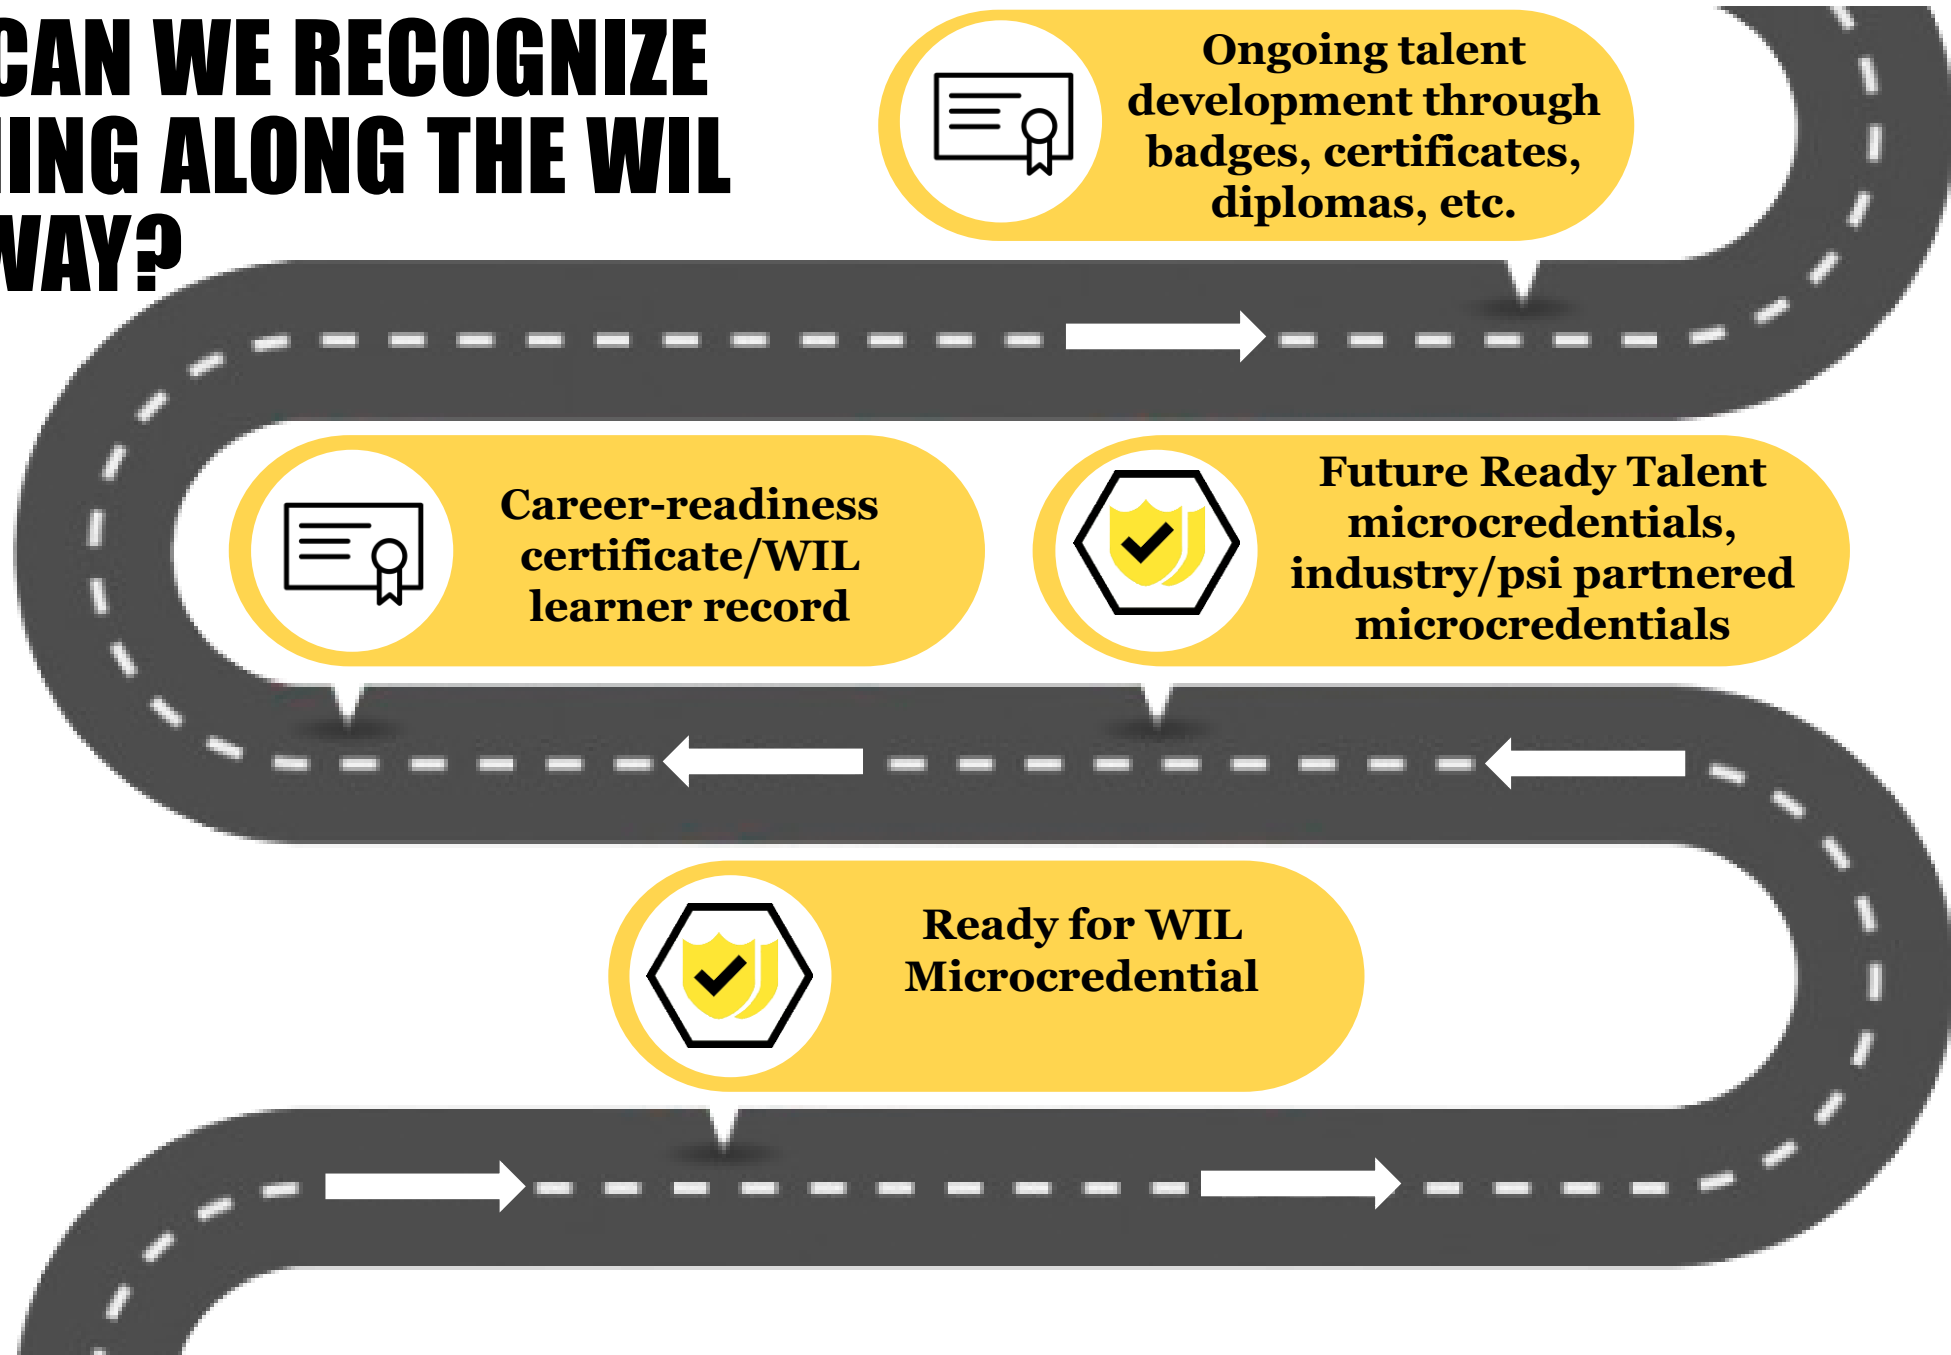 CAN WE RECOGNIZE
ING ALONG THE WIL
WAY?
Ongoing talent
development through
badges, certificates,
diplomas, etc.
Career-readiness
certificate/WIL
learner record
Future Ready Talent
microcredentials,
industry/psi partnered
microcredentials
Ready for WIL
Microcredential